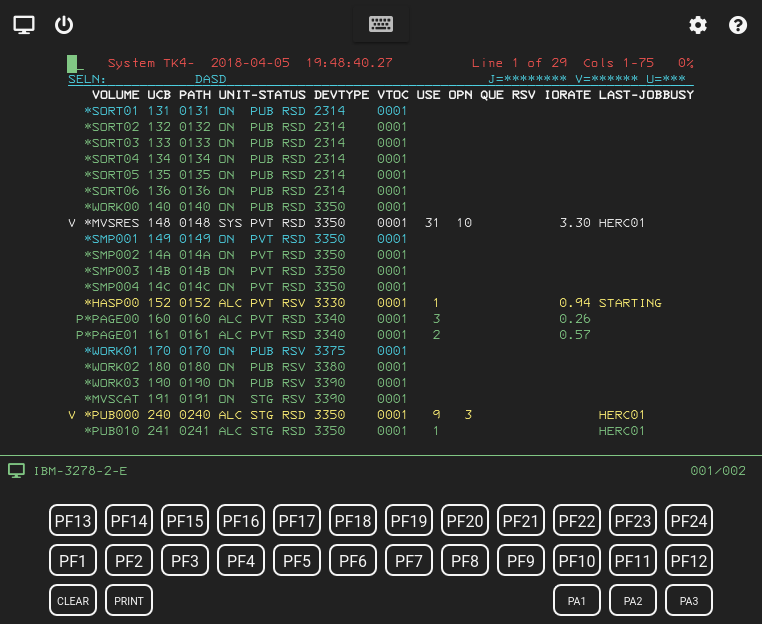 System TK4- 2018-04-05 19:48:40.27 Line 1 of 29 Cols 1-75 0%
SELN: DASD J=******** V=****** U=***
VOLUME UCB PATH UNIT-STATUS DEVTYPE VTOC USE OPN QUE RSV IORATE LAST-JOBBUSY
*SORT01 131 0131 ON PUB RSD 2314 0001
*SORT02 132 0132 ON PUB RSD 2314 0001
*SORT03 133 0133 ON PUB RSD 2314 0001
*SORT04 134 0134 ON PUB RSD 2314 0001
*SORT05 135 0135 ON PUB RSD 2314 0001
*SORT06 136 0136 ON PUB RSD 2314 0001
*WORK00 140 0140 ON PUB RSD 3350 0001
V *MVSRES 148 0148 SYS PVT RSD 3350 0001 31 10 3.30 HERC01
*SMP001 149 0149 ON PVT RSD 3350 0001
*SMP002 14A 014A ON PVT RSD 3350 0001
*SMP003 14B 014B ON PVT RSD 3350 0001
*SMP004 14C 014C ON PVT RSD 3350 0001
*HASP00 152 0152 ALC PVT RSV 3330 0001 1 0.94 STARTING
P*PAGE00 160 0160 ALC PVT RSD 3340 0001 3 0.26
P*PAGE01 161 0161 ALC PVT RSD 3340 0001 2 0.57
*WORK01 170 0170 ON PUB RSV 3375 0001
*WORK02 180 0180 ON PUB RSV 3380 0001
*WORK03 190 0190 ON PUB RSV 3390 0001
*MVSCAT 191 0191 ON STG RSV 3390 0001
V *PUB000 240 0240 ALC STG RSD 3350 0001 9 3 HERC01
*PUB010 241 0241 ALC STG RSD 3350 0001 1 HERC01
IBM-3278-2-E 001/002
PF13 PF14 PF15 PF16 PF17 PF18 PF19 PF20 PF21 PF22 PF23 PF24
PF1 PF2 PF3 PF4 PF5 PF6 PF7 PF8 PF9 PF10 PF11 PF12
CLEAR PRINT PA1 PA2 PA3